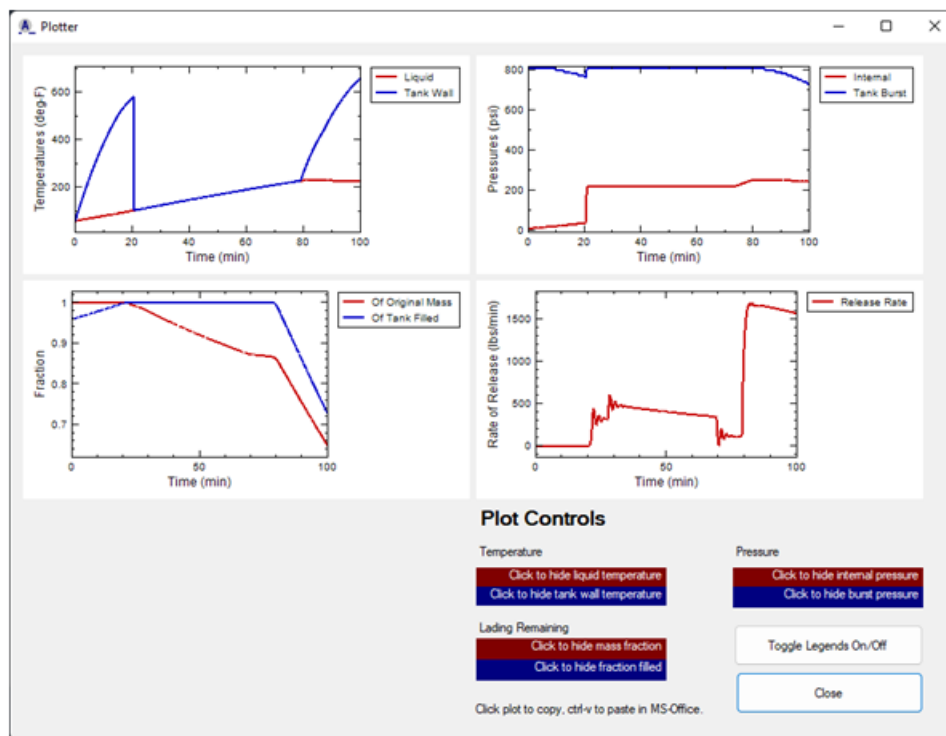 Plotter
Temperatures (deg-F)
600
400
200
0 20 40 60 80 100
Time (min)
Liquid
Tank Wall
Pressures (psi)
800
600
400
200
0
0 20 40 60 80 100
Time (min)
Internal
Tank Burst
Fraction
1
0.9
0.8
0.7
0 50 100
Time (min)
Of Original Mass
Of Tank Filled
Rate of Release (lbs/min)
1500
1000
500
0
0 50 100
Time (min)
Release Rate
Plot Controls
Temperature
Click to hide liquid temperature
Click to hide tank wall temperature
Pressure
Click to hide internal pressure
Click to hide burst pressure
Lading Remaining
Click to hide mass fraction
Click to hide fraction filled
Toggle Legends On/Off
Close
Click plot to copy, ctrl-v to paste in MS-Office.